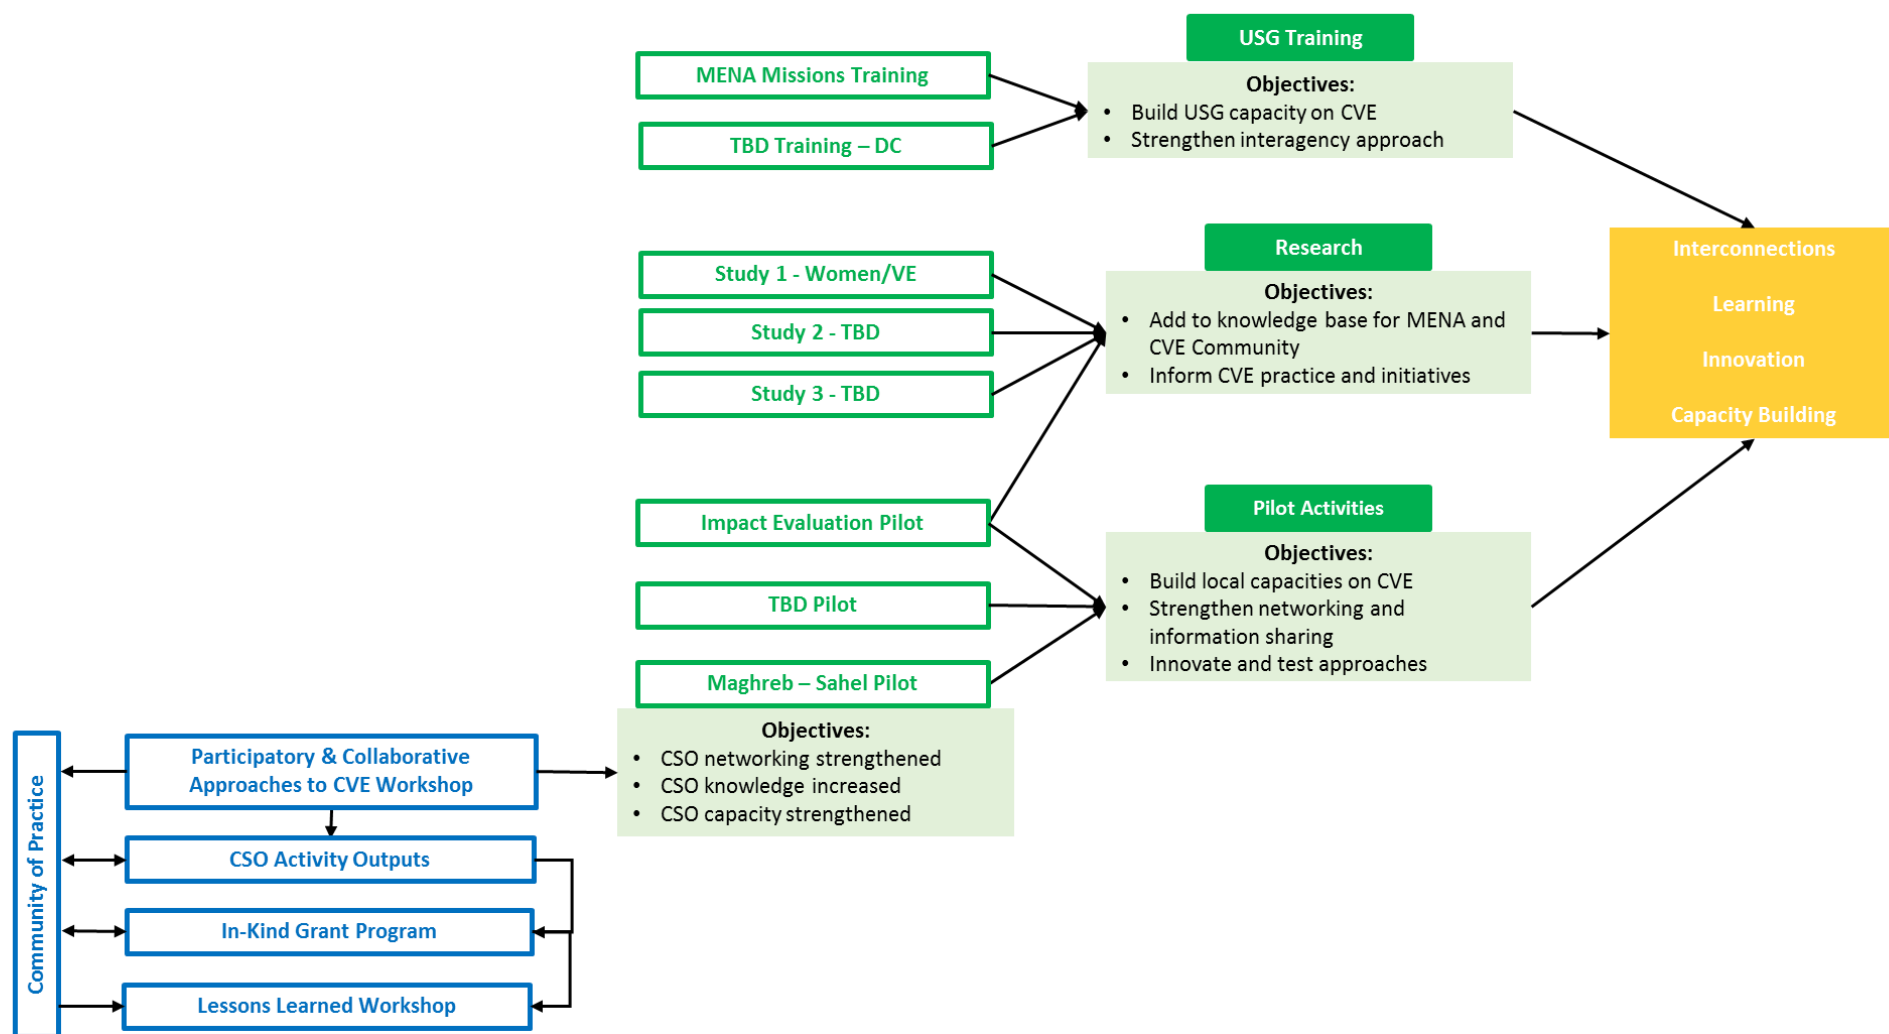 USG Training
MENA Missions Training
Objectives:
• Build USG capacity on CVE
• Strengthen interagency approach
TBD Training – DC
Research
Study 1 - Women/VE
Study 2 - TBD
Study 3 - TBD
Objectives:
• Add to knowledge base for MENA and
CVE Community
• Inform CVE practice and initiatives
Interconnections
Learning
Innovation
Capacity Building
Pilot Activities
Impact Evaluation Pilot
TBD Pilot
Maghreb – Sahel Pilot
Objectives:
• Build local capacities on CVE
• Strengthen networking and
information sharing
• Innovate and test approaches
Objectives:
• CSO networking strengthened
• CSO knowledge increased
• CSO capacity strengthened
Community of Practice
Participatory & Collaborative
Approaches to CVE Workshop
CSO Activity Outputs
In-Kind Grant Program
Lessons Learned Workshop